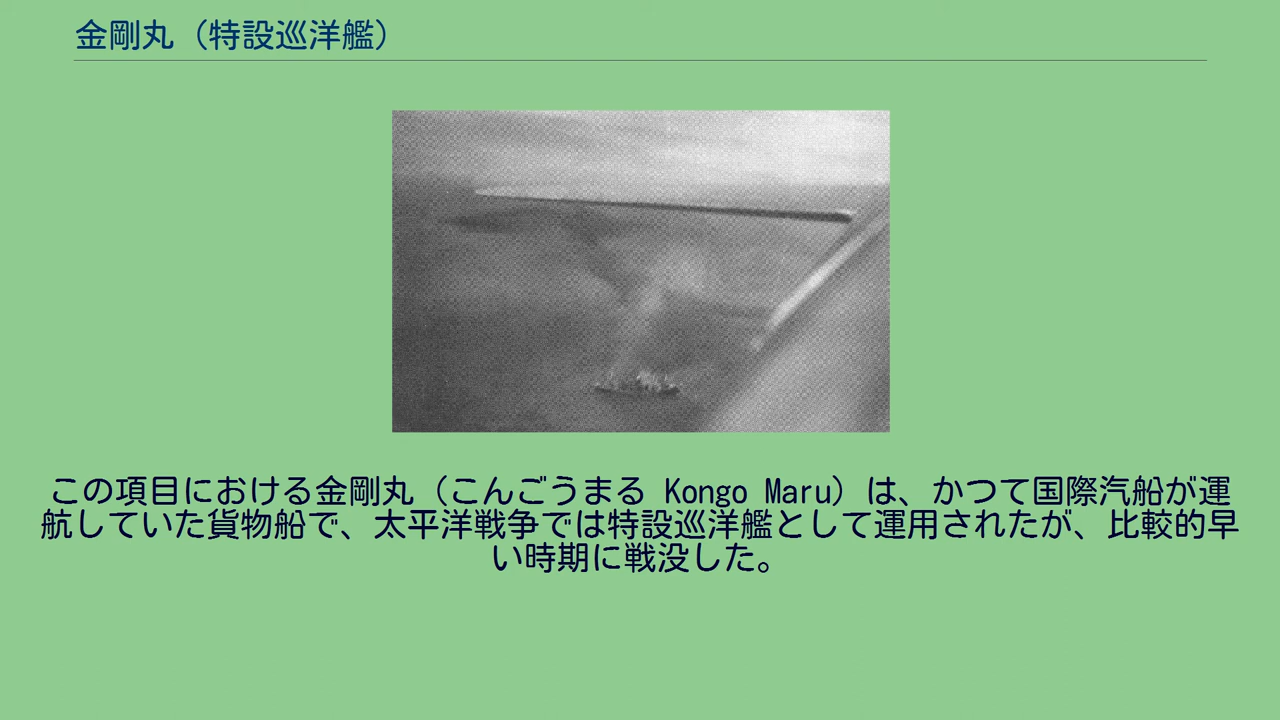 金剛丸（特設巡洋艦）
この項目における金剛丸（こんごうまる Kongo Maru）は、かつて国際汽船が運
航していた貨物船で、太平洋戦争では特設巡洋艦として運用されたが、比較的早
い時期に戦没した。